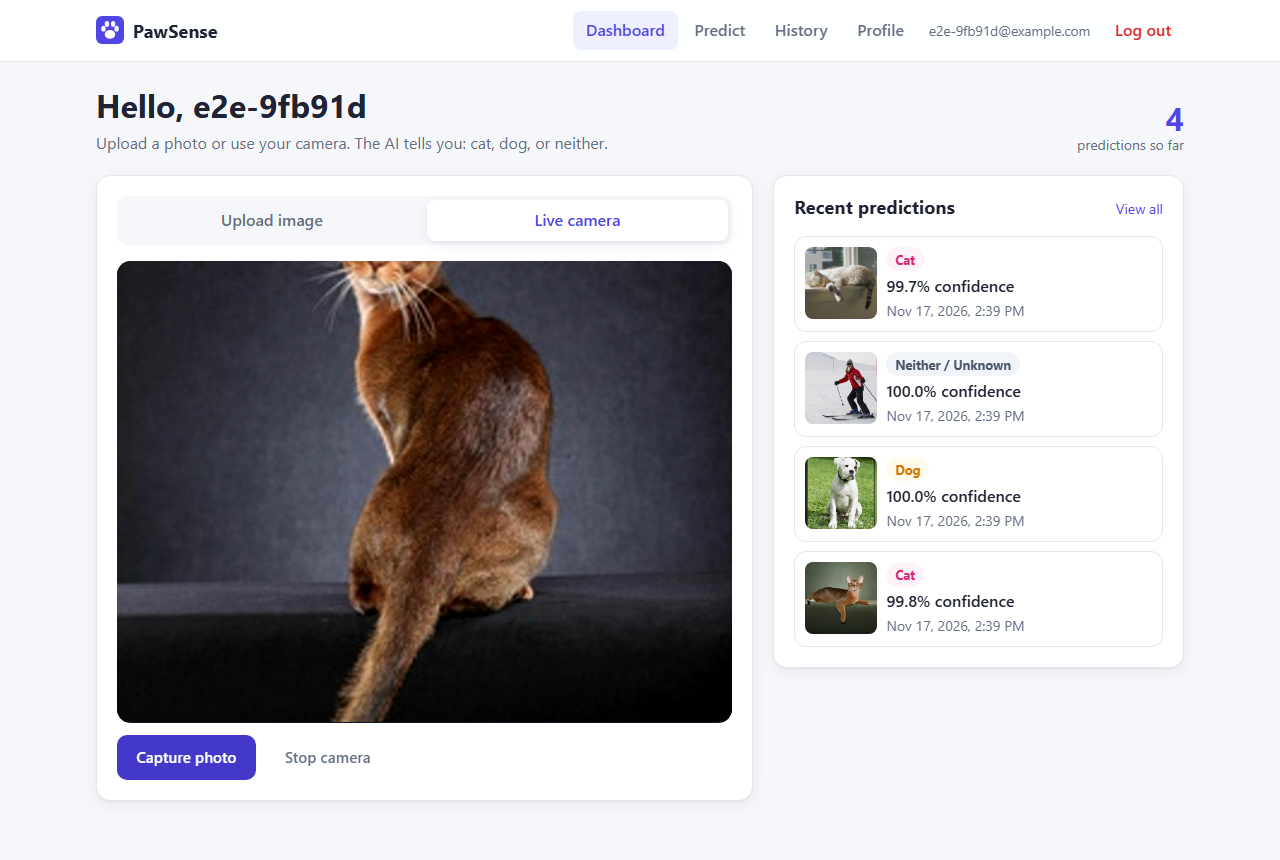 PawSense
Dashboard
Predict
History
Profile
e2e-9fb91d@example.com
Log out
Hello, e2e-9fb91d
Upload a photo or use your camera. The AI tells you: cat, dog, or neither.
4
predictions so far
Upload image
Live camera
Capture photo
Stop camera
Recent predictions
View all
Cat
99.7% confidence
Nov 17, 2026, 2:39 PM
Neither / Unknown
100.0% confidence
Nov 17, 2026, 2:39 PM
Dog
100.0% confidence
Nov 17, 2026, 2:39 PM
Cat
99.8% confidence
Nov 17, 2026, 2:39 PM